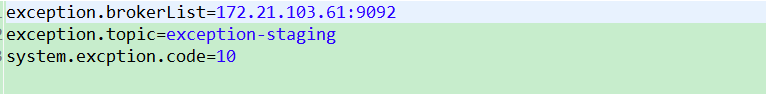 exception.brokerList=172.21.103.61:9092
exception.topic=exception-staging
system.excption.code=10